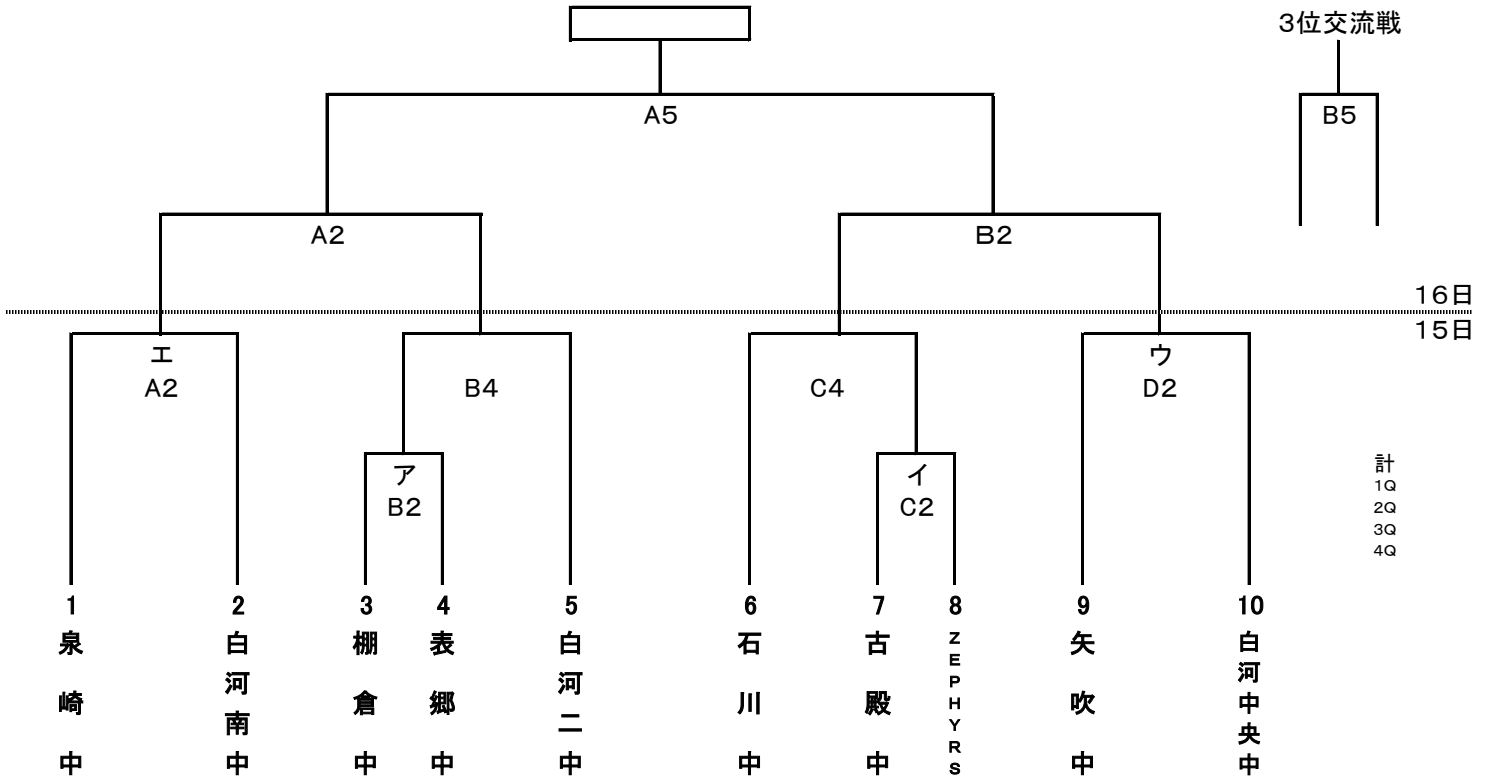 3位交流戦
A5
B5
A2
B2
16日
15日
エ
A2
B4
C4
ウ
D2
ア
B2
イ
C2
計
1Q
2Q
3Q
4Q
1
泉崎中
2
白河南中
3
棚倉中
4
表郷中
5
白河二中
6
石川中
7
古殿中
8
ZEPHYRS
9
矢吹中
10
白河中央中